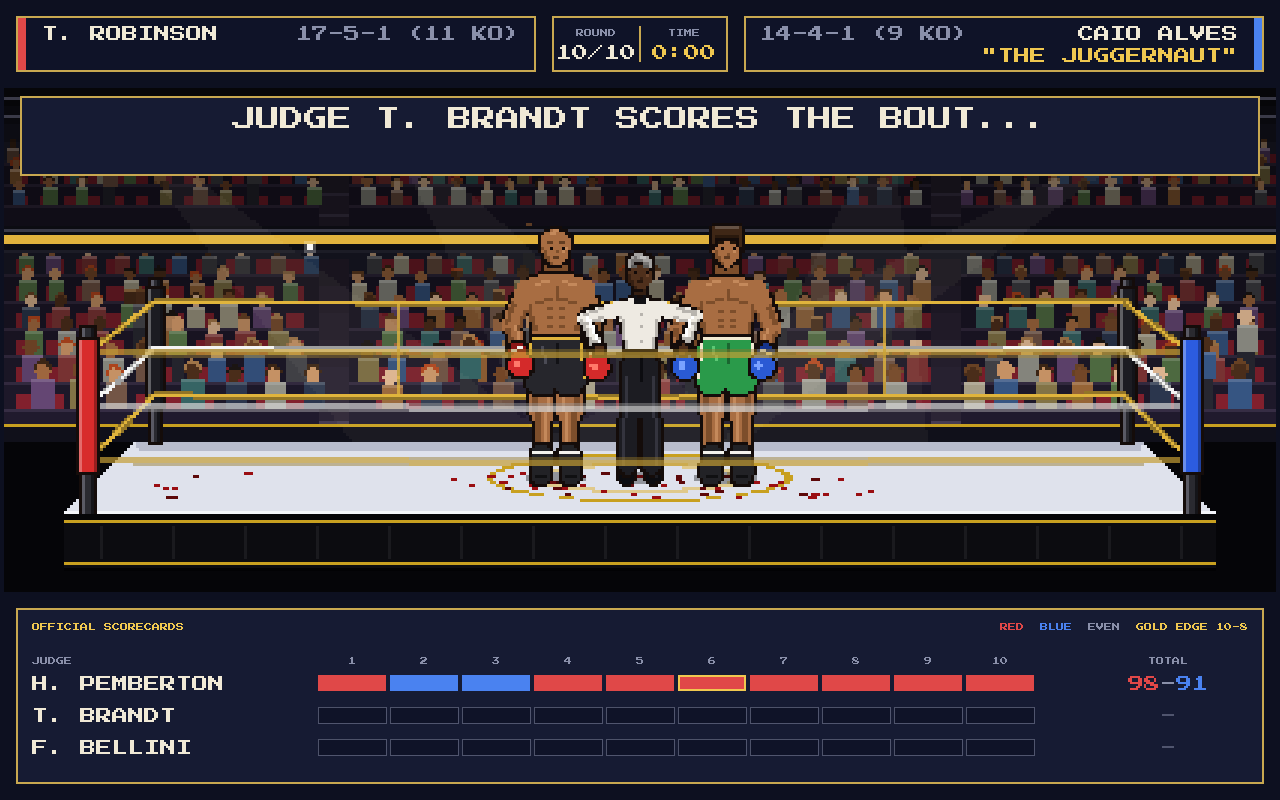 T. ROBINSON 17-5-1 (11 KO)
ROUND TIME
10/10 0:00
14-4-1 (9 KO) CAIO ALVES
"THE JUGGERNAUT"
JUDGE T. BRANDT SCORES THE BOUT...
OFFICIAL SCORECARDS RED BLUE EVEN GOLD EDGE 10-8
JUDGE 1 2 3 4 5 6 7 8 9 10 TOTAL
H. PEMBERTON 98-91
T. BRANDT —
F. BELLINI —